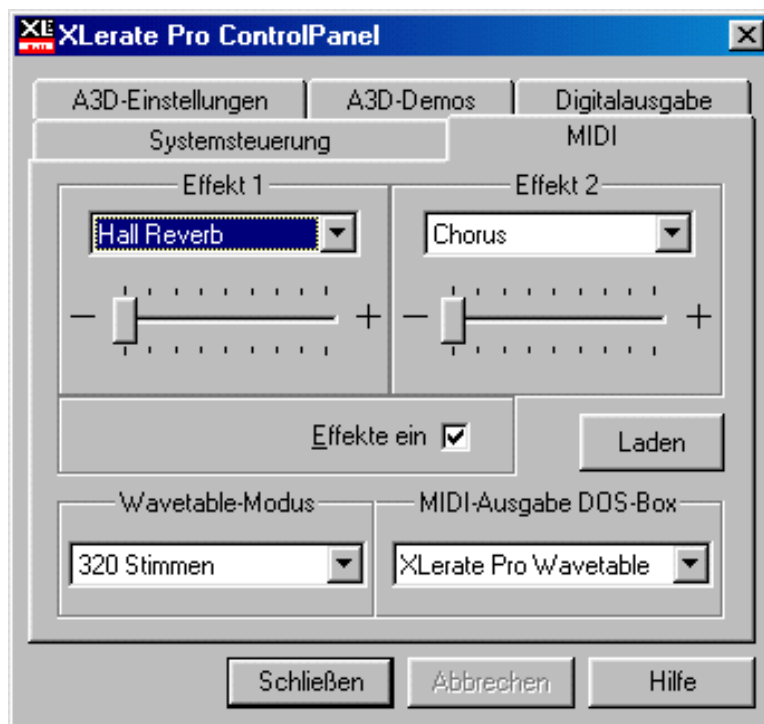 XLerate Pro ControlPanel
A3D-Einstellungen A3D-Demos Digitalausgabe
Systemsteuerung MIDI
Effekt 1 Effekt 2
Hall Reverb Chorus
− + − +
Effekte ein
Laden
Wavetable-Modus MIDI-Ausgabe DOS-Box
320 Stimmen XLerate Pro Wavetable
Schließen Abbrechen Hilfe